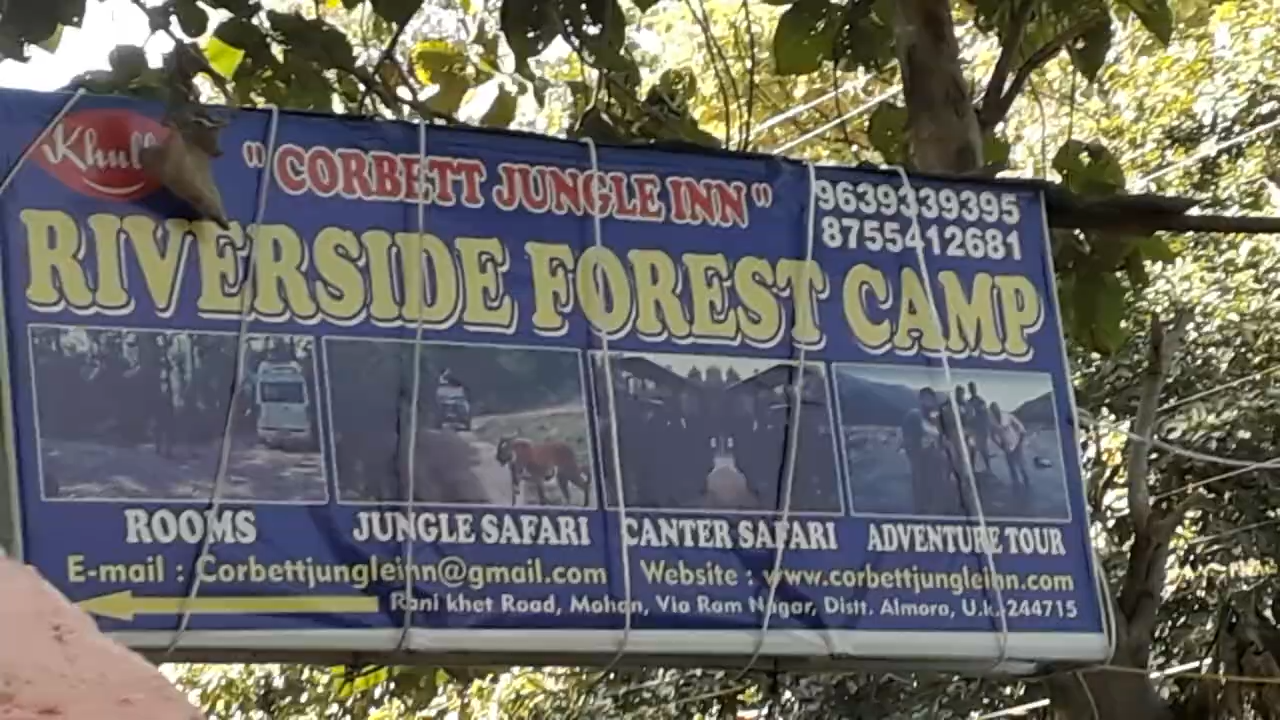 " CORBETT JUNGLE INN "
9639339395
8755412681
RIVERSIDE FOREST CAMP
ROOMS JUNGLE SAFARI CANTER SAFARI ADVENTURE TOUR
E-mail : Corbettjungleinn@gmail.com Website : www.corbettjungleinn.com
Rani khet Road, Mohan, Via Ram Nagar, Disit. Almora, U.k.-244715